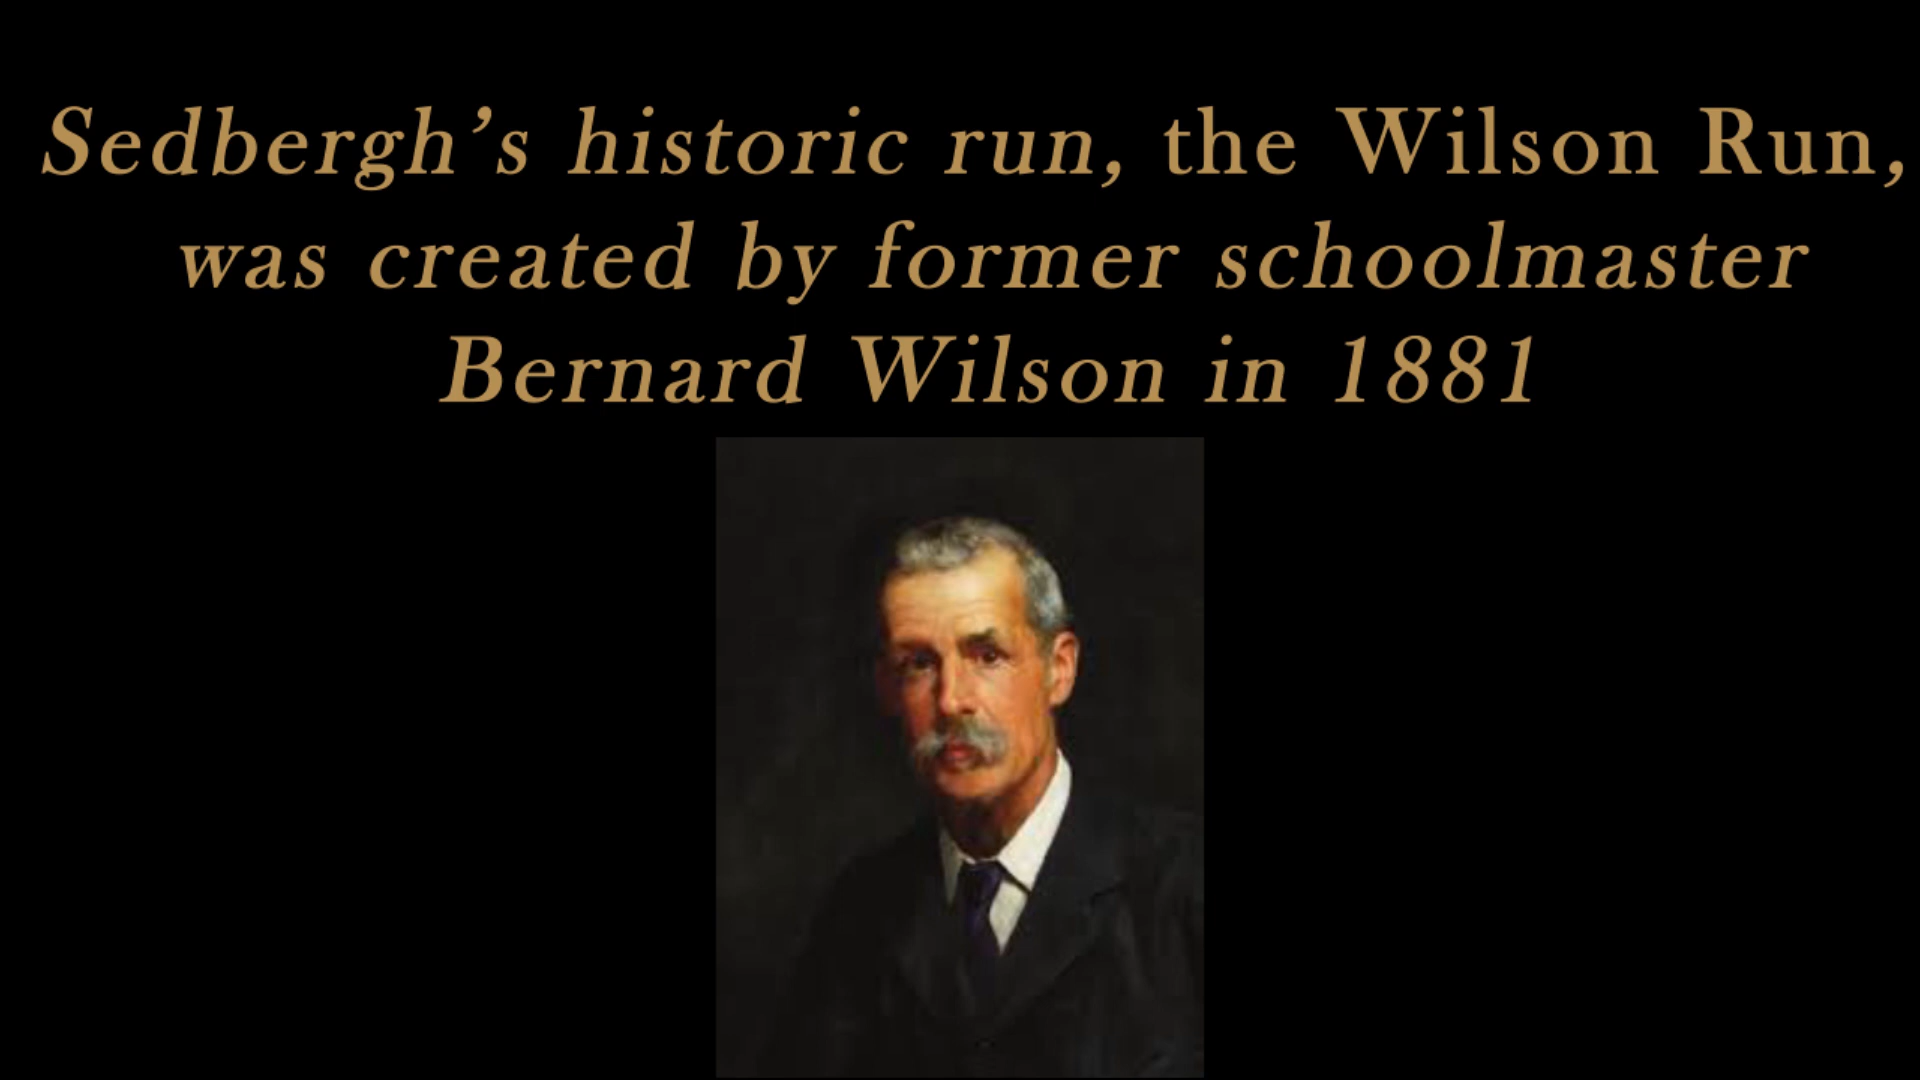 Sedbergh’s historic run, the Wilson Run,
was created by former schoolmaster
Bernard Wilson in 1881